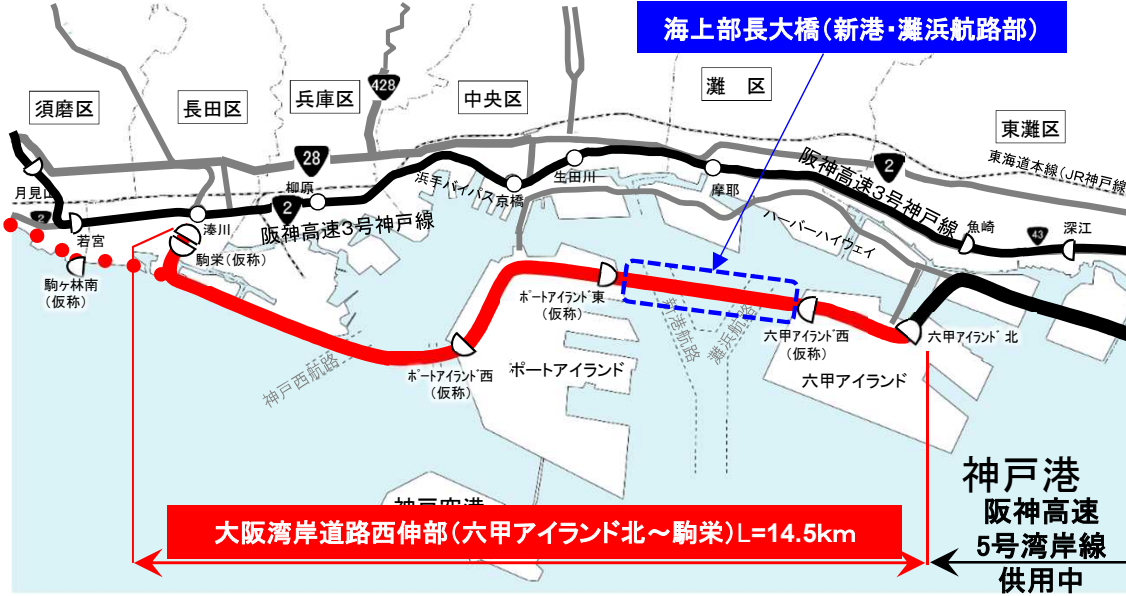 海上部長大橋(新港・灘浜航路部)
須磨区
長田区
兵庫区
428
中央区
灘 区
東灘区
28
2
東海道本線(JR神戸線
月見山
2
柳原
2
浜手バイパス
京橋
生田川
摩耶
阪神高速3号神戸線
若宮
湊川
阪神高速3号神戸線
ハーバーハイウェイ
魚崎
43
深江
駒栄(仮称)
駒ヶ林南
(仮称)
ポートアイランド東
(仮称)
新港航路
灘浜航路
六甲アイランド西
(仮称)
六甲アイランド北
神戸西航路
ポートアイランド西
(仮称)
ポートアイランド
六甲アイランド
神戸空港
神戸港
阪神高速
5号湾岸線
供用中
大阪湾岸道路西伸部(六甲アイランド北~駒栄)L=14.5km